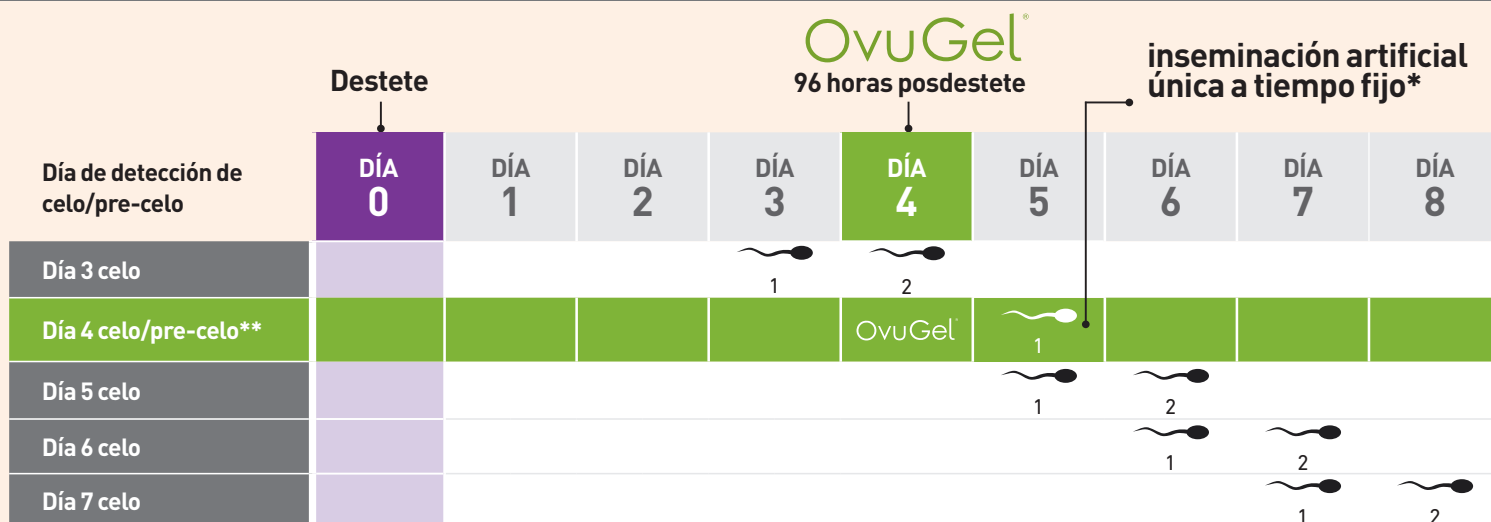 OvuGel®
96 horas posdestete
inseminación artificial
única a tiempo fijo*
Destete
Día de detección de
celo/pre-celo
DÍA
0
DÍA
1
DÍA
2
DÍA
3
DÍA
4
DÍA
5
DÍA
6
DÍA
7
DÍA
8
Día 3 celo
1
2
Día 4 celo/pre-celo**
OvuGel®
1
Día 5 celo
1
2
Día 6 celo
1
2
Día 7 celo
1
2